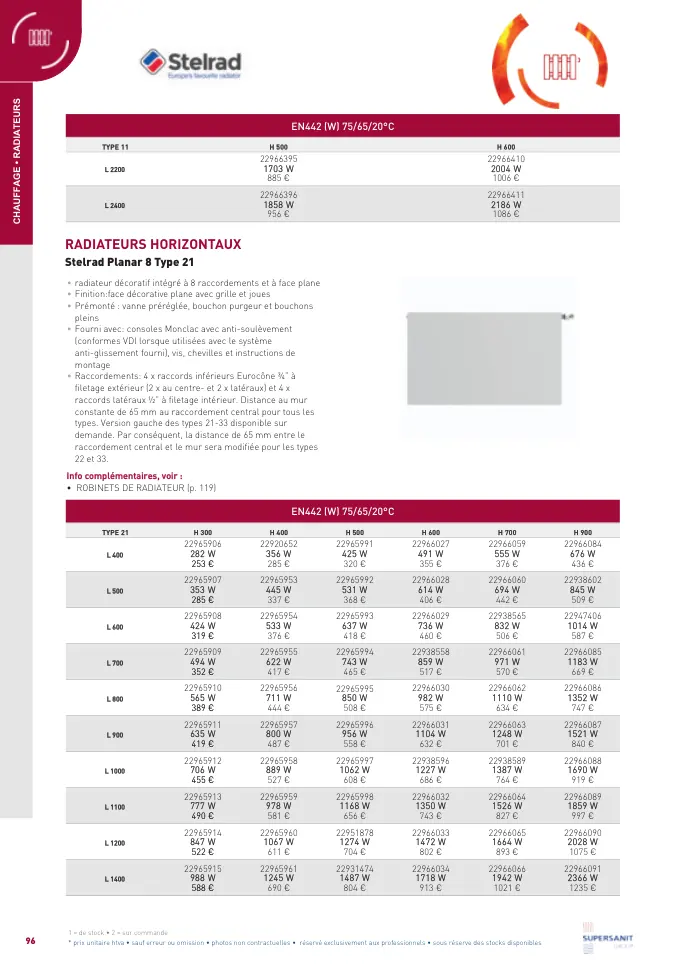 Stelrad
Europe's favourite radiator
CHAUFFAGE • RADIATEURS
EN442 (W) 75/65/20°C
TYPE 11 H 500 H 600
22966395 22966410
L 2200 1703 W 2004 W
885 € 1006 €
22966396 22966411
L 2400 1858 W 2186 W
956 € 1086 €
RADIATEURS HORIZONTAUX
Stelrad Planar 8 Type 21
• radiateur décoratif intégré à 8 raccordements et à face plane
• Finition:face décorative plane avec grille et joues
• Prémonté : vanne préréglée, bouchon purgeur et bouchons
pleins
• Fourni avec: consoles Monclac avec anti-soulèvement
(conformes VDI lorsque utilisées avec le système
anti-glissement fourni), vis, chevilles et instructions de
montage
• Raccordements: 4 x raccords inférieurs Eurocône ¾" à
filetage extérieur (2 x au centre- et 2 x latéraux) et 4 x
raccords latéraux ½" à filetage intérieur. Distance au mur
constante de 65 mm au raccordement central pour tous les
types. Version gauche des types 21-33 disponible sur
demande. Par conséquent, la distance de 65 mm entre le
raccordement central et le mur sera modifiée pour les types
22 et 33.
Info complémentaires, voir :
• ROBINETS DE RADIATEUR (p. 119)
EN442 (W) 75/65/20°C
TYPE 21 H 300 H 400 H 500 H 600 H 700 H 900
22965906 22920652 22965991 22966027 22966059 22966084
L 400 282 W 356 W 425 W 491 W 555 W 676 W
253 € 285 € 320 € 355 € 376 € 436 €
22965907 22965953 22965992 22966028 22966060 22938602
L 500 353 W 445 W 531 W 614 W 694 W 845 W
285 € 337 € 368 € 406 € 442 € 509 €
22965908 22965954 22965993 22966029 22938565 22947406
L 600 424 W 533 W 637 W 736 W 832 W 1014 W
319 € 376 € 418 € 460 € 506 € 587 €
22965909 22965955 22965994 22938558 22966061 22966085
L 700 494 W 622 W 743 W 859 W 971 W 1183 W
352 € 417 € 465 € 517 € 570 € 669 €
22965910 22965956 22965995 22966030 22966062 22966086
L 800 565 W 711 W 850 W 982 W 1110 W 1352 W
389 € 444 € 508 € 575 € 634 € 747 €
22965911 22965957 22965996 22966031 22966063 22966087
L 900 635 W 800 W 956 W 1104 W 1248 W 1521 W
419 € 487 € 558 € 632 € 701 € 840 €
22965912 22965958 22965997 22938596 22938589 22966088
L 1000 706 W 889 W 1062 W 1227 W 1387 W 1690 W
455 € 527 € 608 € 686 € 764 € 919 €
22965913 22965959 22965998 22966032 22966064 22966089
L 1100 777 W 978 W 1168 W 1350 W 1526 W 1859 W
490 € 581 € 656 € 743 € 827 € 997 €
22965914 22965960 22951878 22966033 22966065 22966090
L 1200 847 W 1067 W 1274 W 1472 W 1664 W 2028 W
522 € 611 € 704 € 802 € 893 € 1075 €
22965915 22965961 22931474 22966034 22966066 22966091
L 1400 988 W 1245 W 1487 W 1718 W 1942 W 2366 W
588 € 690 € 804 € 913 € 1021 € 1235 €
1 = de stock • 2 = sur commande
96 * prix unitaire htva • sauf erreur ou omission • photos non contractuelles • réservé exclusivement aux professionnels • sous réserve des stocks disponibles
SUPERSANIT
GROUP